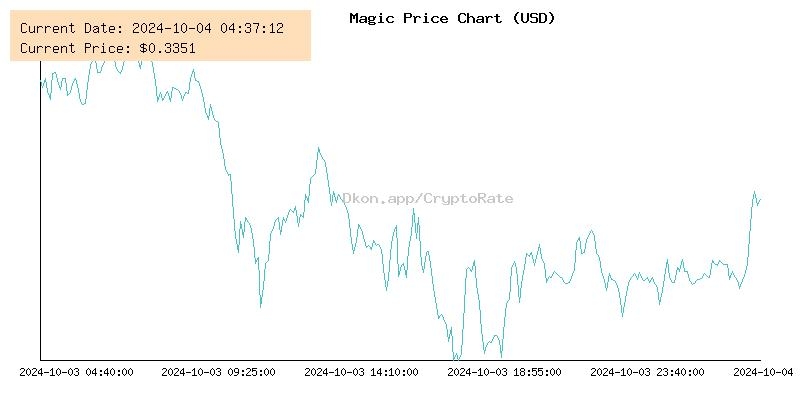 Magic Price Chart (USD)
Current Date: 2024-10-04 04:37:12
Current Price: $0.3351
Dkon.app/CryptoRate
2024-10-03 04:40:00 2024-10-03 09:25:00 2024-10-03 14:10:00 2024-10-03 18:55:00 2024-10-03 23:40:00 2024-10-04